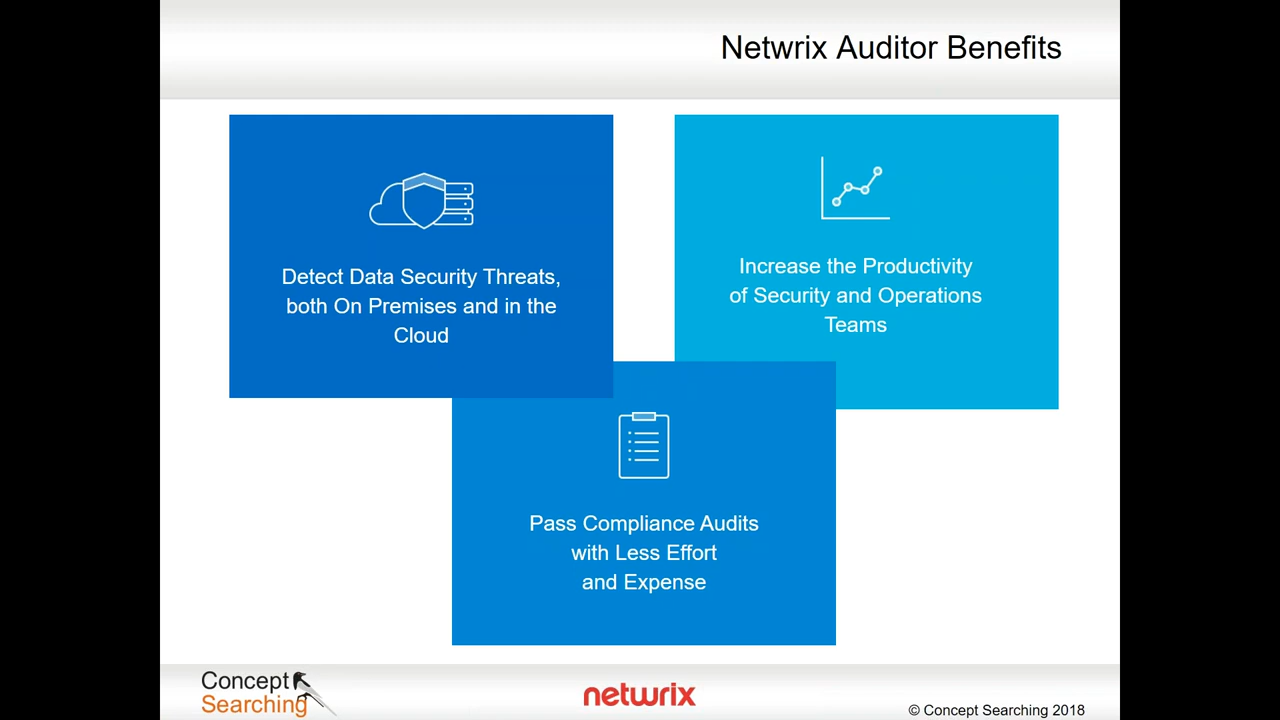 Netwrix Auditor Benefits
Detect Data Security Threats,
both On Premises and in the
Cloud
Increase the Productivity
of Security and Operations
Teams
Pass Compliance Audits
with Less Effort
and Expense
Concept
Searching
netwrix
© Concept Searching 2018